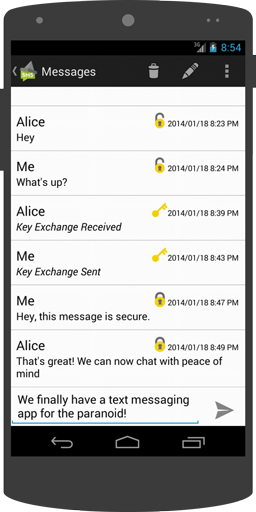 3G 8:54
SMS Messages
Alice 2014/01/18 8:23 PM
Hey
Me 2014/01/18 8:24 PM
What's up?
Alice 2014/01/18 8:39 PM
Key Exchange Received
Me 2014/01/18 8:43 PM
Key Exchange Sent
Me 2014/01/18 8:47 PM
Hey, this message is secure.
Alice 2014/01/18 8:49 PM
That's great! We can now chat with peace of
mind
We finally have a text messaging
app for the paranoid!